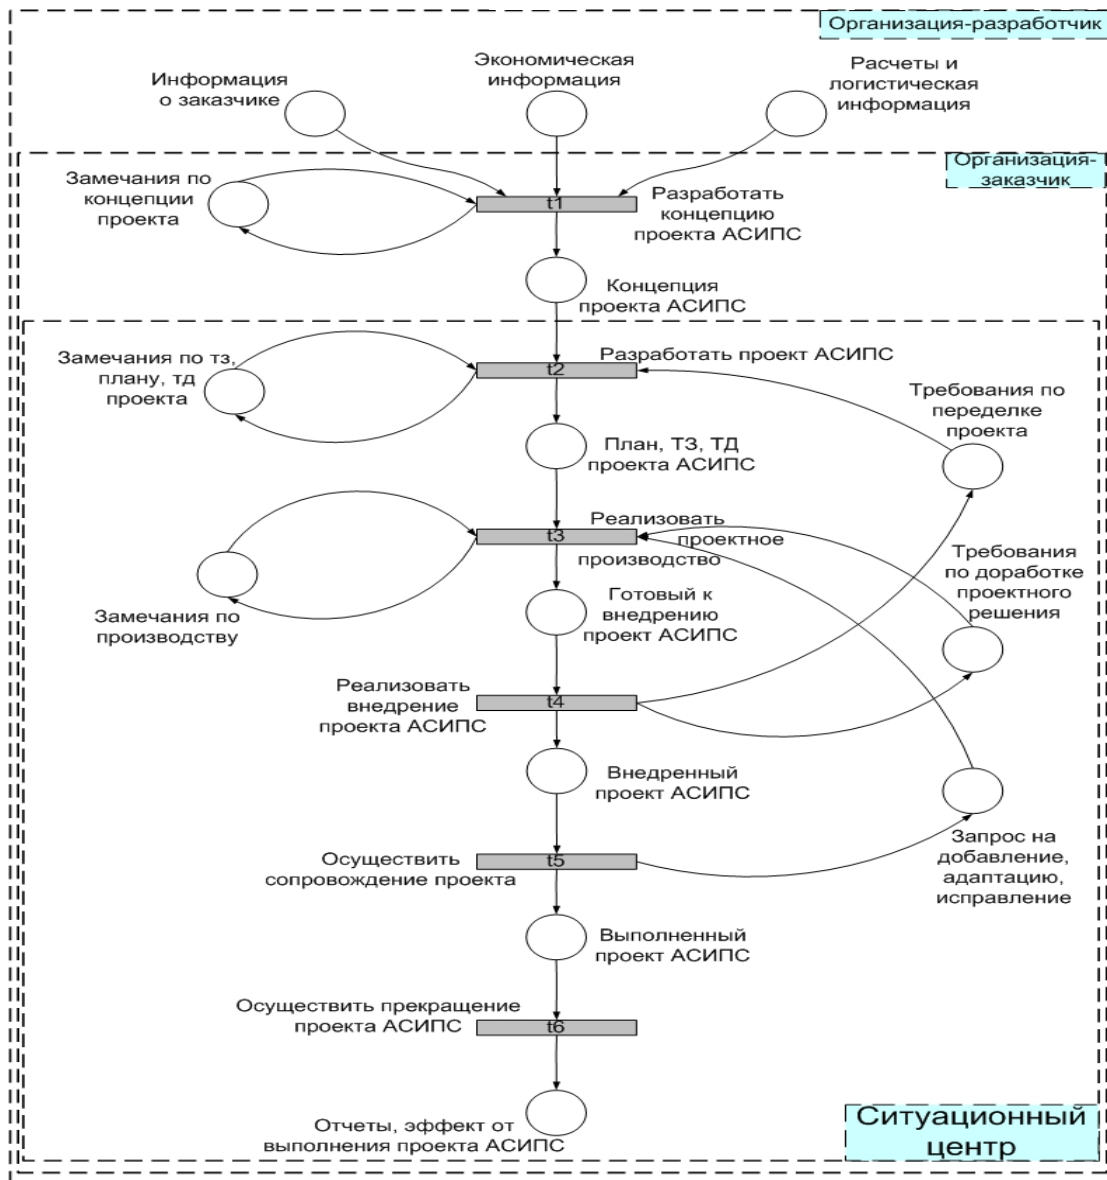 Организация-разработчик
Информация
о заказчике
Экономическая
информация
Расчеты и
логистическая
информация
Организация-
заказчик
Замечания по
концепции
проекта
t1
Разработать
концепцию
проекта АСИПС
Концепция
проекта АСИПС
Замечания по тз,
плану, тд
проекта
t2
Разработать проект АСИПС
Требования по
переделке
проекта
План, ТЗ, ТД
проекта АСИПС
t3
Реализовать
проектное
производство
Замечания по
производству
Требования
по доработке
проектного
решения
Готовый к
внедрению
проект АСИПС
Реализовать
внедрение
проекта АСИПС
t4
Внедренный
проект АСИПС
Осуществить
сопровождение проекта
t5
Запрос на
добавление,
адаптацию,
исправление
Выполненный
проект АСИПС
Осуществить прекращение
проекта АСИПС
t6
Отчеты, эффект от
выполнения проекта АСИПС
Ситуационный
центр